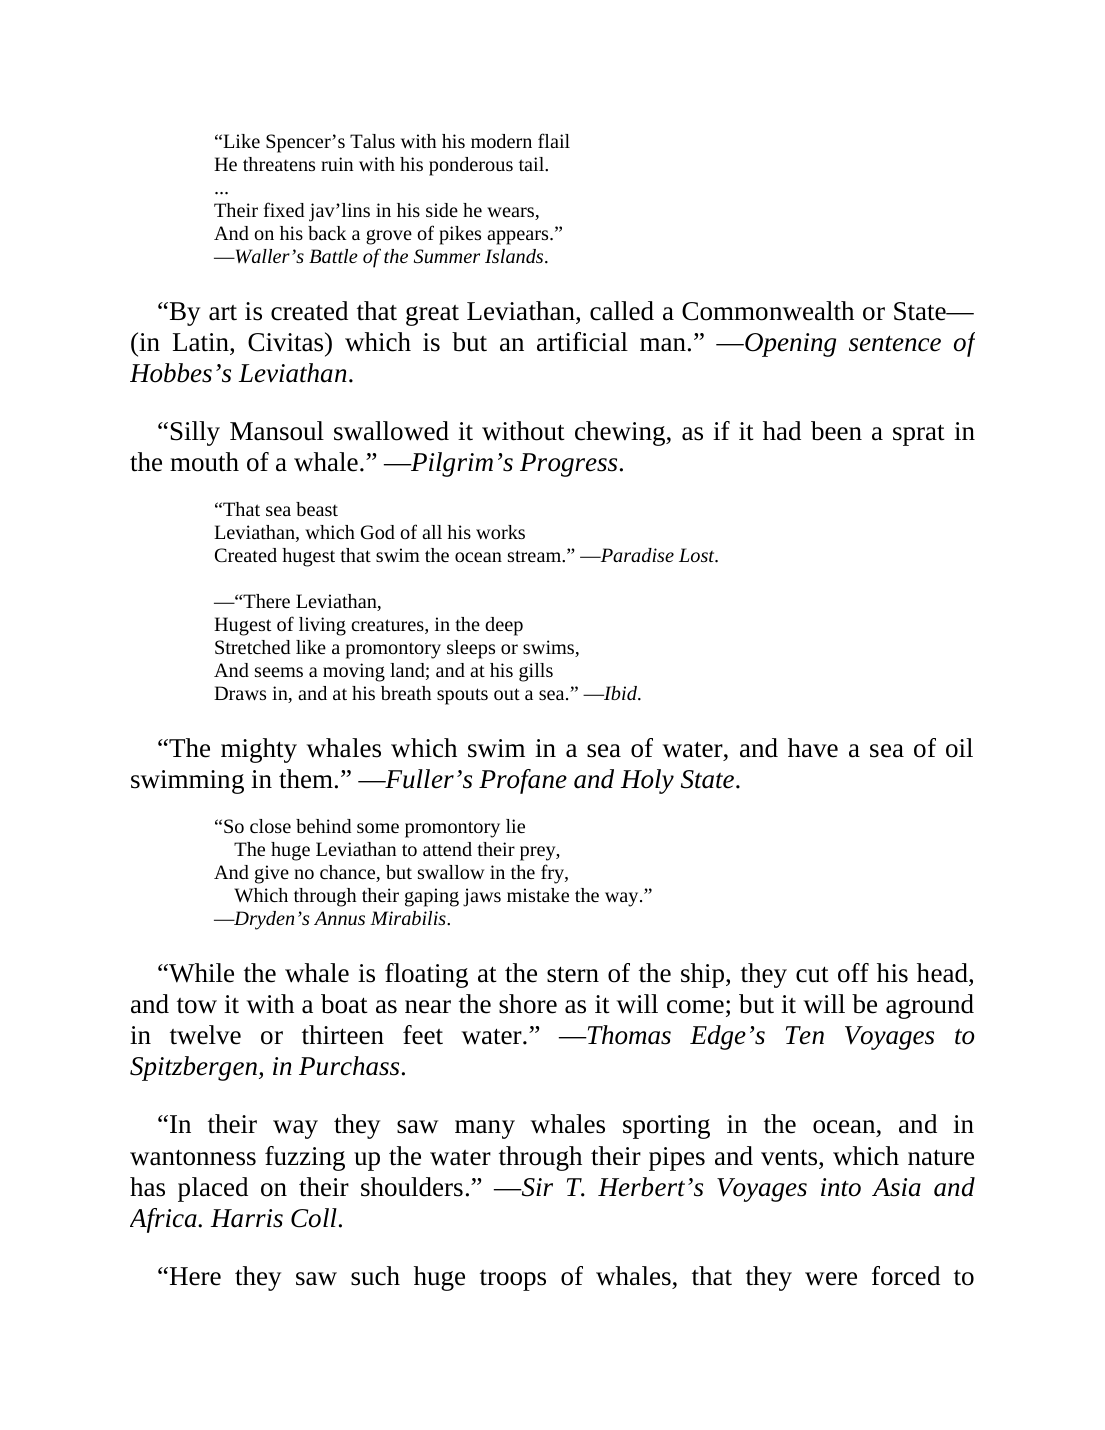 “Like Spencer’s Talus with his modern flail
He threatens ruin with his ponderous tail.
...
Their fixed jav’lins in his side he wears,
And on his back a grove of pikes appears.”
—Waller’s Battle of the Summer Islands.
“By art is created that great Leviathan, called a Commonwealth or State—
(in Latin, Civitas) which is but an artificial man.” —Opening sentence of
Hobbes’s Leviathan.
“Silly Mansoul swallowed it without chewing, as if it had been a sprat in
the mouth of a whale.” —Pilgrim’s Progress.
“That sea beast
Leviathan, which God of all his works
Created hugest that swim the ocean stream.” —Paradise Lost.
—“There Leviathan,
Hugest of living creatures, in the deep
Stretched like a promontory sleeps or swims,
And seems a moving land; and at his gills
Draws in, and at his breath spouts out a sea.” —Ibid.
“The mighty whales which swim in a sea of water, and have a sea of oil
swimming in them.” —Fuller’s Profane and Holy State.
“So close behind some promontory lie
The huge Leviathan to attend their prey,
And give no chance, but swallow in the fry,
Which through their gaping jaws mistake the way.”
—Dryden’s Annus Mirabilis.
“While the whale is floating at the stern of the ship, they cut off his head,
and tow it with a boat as near the shore as it will come; but it will be aground
in twelve or thirteen feet water.” —Thomas Edge’s Ten Voyages to
Spitzbergen, in Purchass.
“In their way they saw many whales sporting in the ocean, and in
wantonness fuzzing up the water through their pipes and vents, which nature
has placed on their shoulders.” —Sir T. Herbert’s Voyages into Asia and
Africa. Harris Coll.
“Here they saw such huge troops of whales, that they were forced to